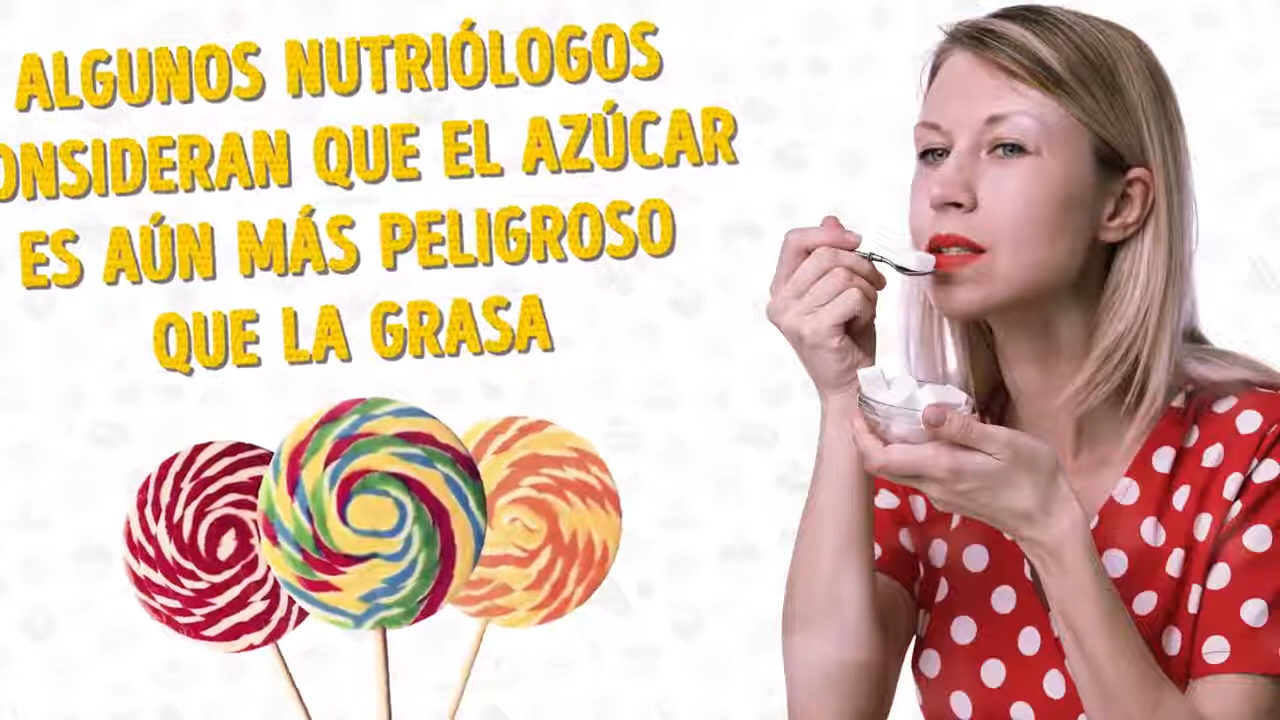 ALGUNOS NUTRIÓLOGOS
ONSIDERAN QUE EL AZÚCAR
ES AÚN MÁS PELIGROSO
QUE LA GRASA